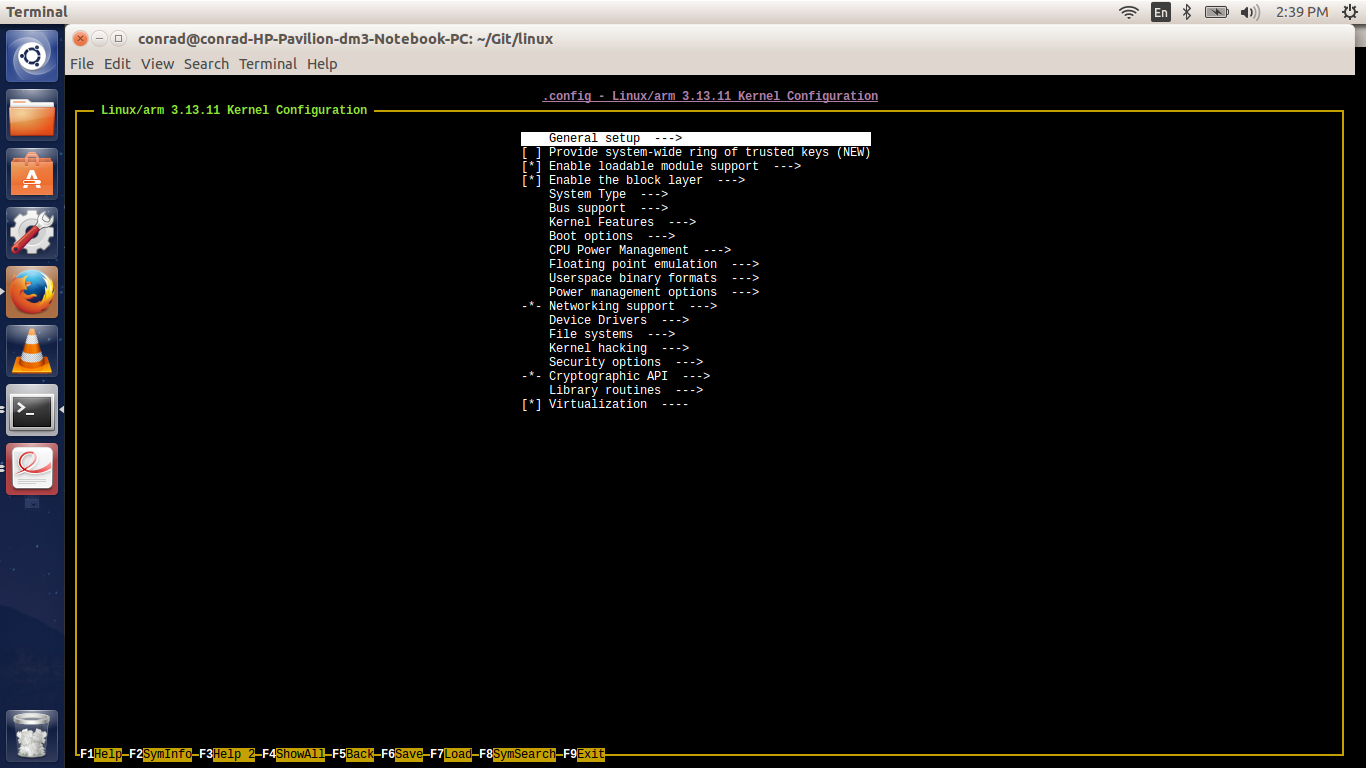 Terminal
En
2:39 PM
conrad@conrad-HP-Pavilion-dm3-Notebook-PC: ~/Git/linux
File Edit View Search Terminal Help
.config - Linux/arm 3.13.11 Kernel Configuration
Linux/arm 3.13.11 Kernel Configuration
General setup  --->
[ ] Provide system-wide ring of trusted keys (NEW)
[*] Enable loadable module support  --->
[*] Enable the block layer  --->
System Type  --->
Bus support  --->
Kernel Features  --->
Boot options  --->
CPU Power Management  --->
Floating point emulation  --->
Userspace binary formats  --->
Power management options  --->
-*- Networking support  --->
Device Drivers  --->
File systems  --->
Kernel hacking  --->
Security options  --->
-*- Cryptographic API  --->
Library routines  --->
[*] Virtualization  ----
F1Help F2SymInfo F3Help 2 F4ShowAll F5Back F6Save F7Load F8SymSearch F9Exit